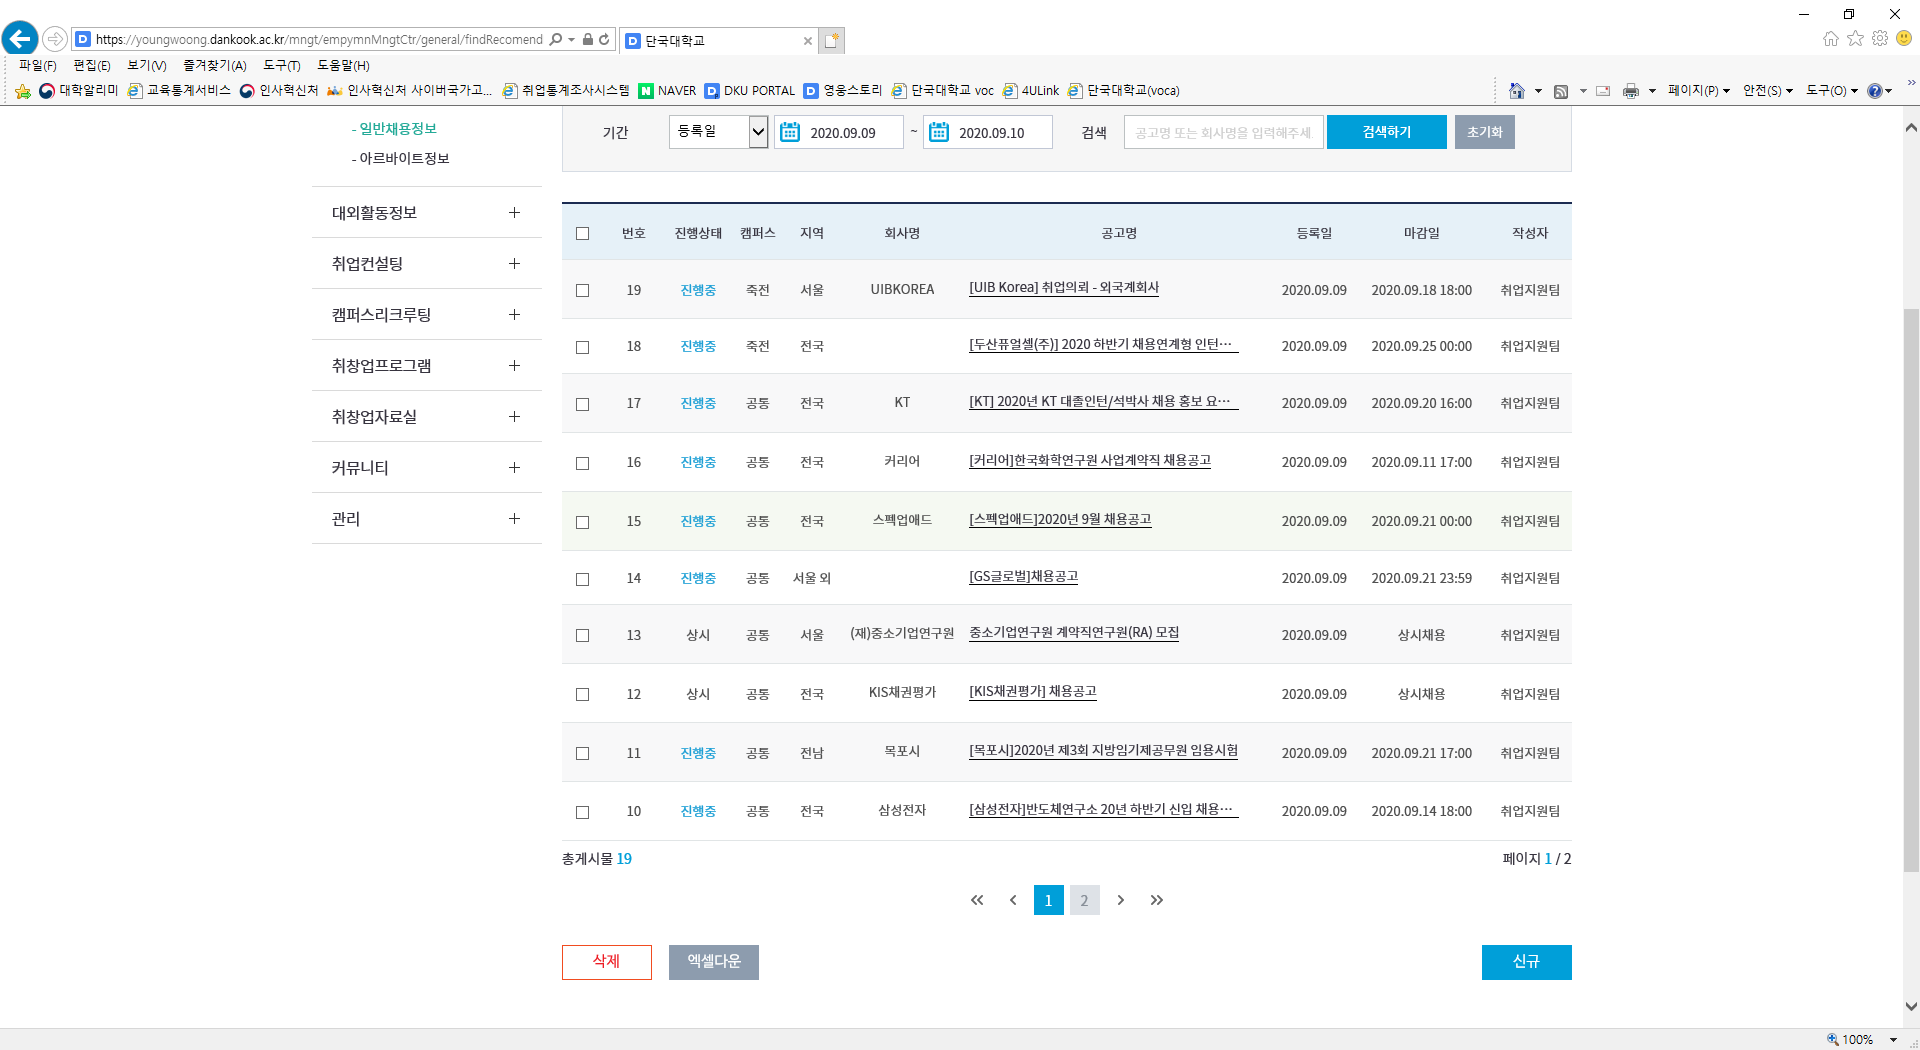 https://youngwoong.dankook.ac.kr/mngt/empymnMngtCtr/general/findRecomend
단국대학교
파일(F) 편집(E) 보기(V) 즐겨찾기(A) 도구(T) 도움말(H)
대학알리미 교육통계서비스 인사혁신처 인사혁신처 사이버국가고... 취업통계조사시스템 NAVER DKU PORTAL 영웅스토리 단국대학교 voc 4ULink 단국대학교(voca) 페이지(P) 안전(S) 도구(O)
- 일반채용정보
- 아르바이트정보
대외활동정보
취업컨설팅
캠퍼스리크루팅
취창업프로그램
취창업자료실
커뮤니티
관리
기간 등록일 2020.09.09 ~ 2020.09.10 검색 공고명 또는 회사명을 입력해주세. 검색하기 초기화
번호 진행상태 캠퍼스 지역 회사명 공고명 등록일 마감일 작성자
19 진행중 죽전 서울 UIBKOREA [UIB Korea] 취업의뢰 - 외국계회사 2020.09.09 2020.09.18 18:00 취업지원팀
18 진행중 죽전 전국 [두산퓨얼셀(주)] 2020 하반기 채용연계형 인턴··· 2020.09.09 2020.09.25 00:00 취업지원팀
17 진행중 공통 전국 KT [KT] 2020년 KT 대졸인턴/석박사 채용 홍보 요··· 2020.09.09 2020.09.20 16:00 취업지원팀
16 진행중 공통 전국 커리어 [커리어]한국화학연구원 사업계약직 채용공고 2020.09.09 2020.09.11 17:00 취업지원팀
15 진행중 공통 전국 스펙업애드 [스펙업애드]2020년 9월 채용공고 2020.09.09 2020.09.21 00:00 취업지원팀
14 진행중 공통 서울 외 [GS글로벌]채용공고 2020.09.09 2020.09.21 23:59 취업지원팀
13 상시 공통 서울 (재)중소기업연구원 중소기업연구원 계약직연구원(RA) 모집 2020.09.09 상시채용 취업지원팀
12 상시 공통 전국 KIS채권평가 [KIS채권평가] 채용공고 2020.09.09 상시채용 취업지원팀
11 진행중 공통 전남 목포시 [목포시]2020년 제3회 지방임기제공무원 임용시험 2020.09.09 2020.09.21 17:00 취업지원팀
10 진행중 공통 전국 삼성전자 [삼성전자]반도체연구소 20년 하반기 신입 채용··· 2020.09.09 2020.09.14 18:00 취업지원팀
총게시물 19 페이지 1 / 2
1 2
삭제 엑셀다운 신규
100%